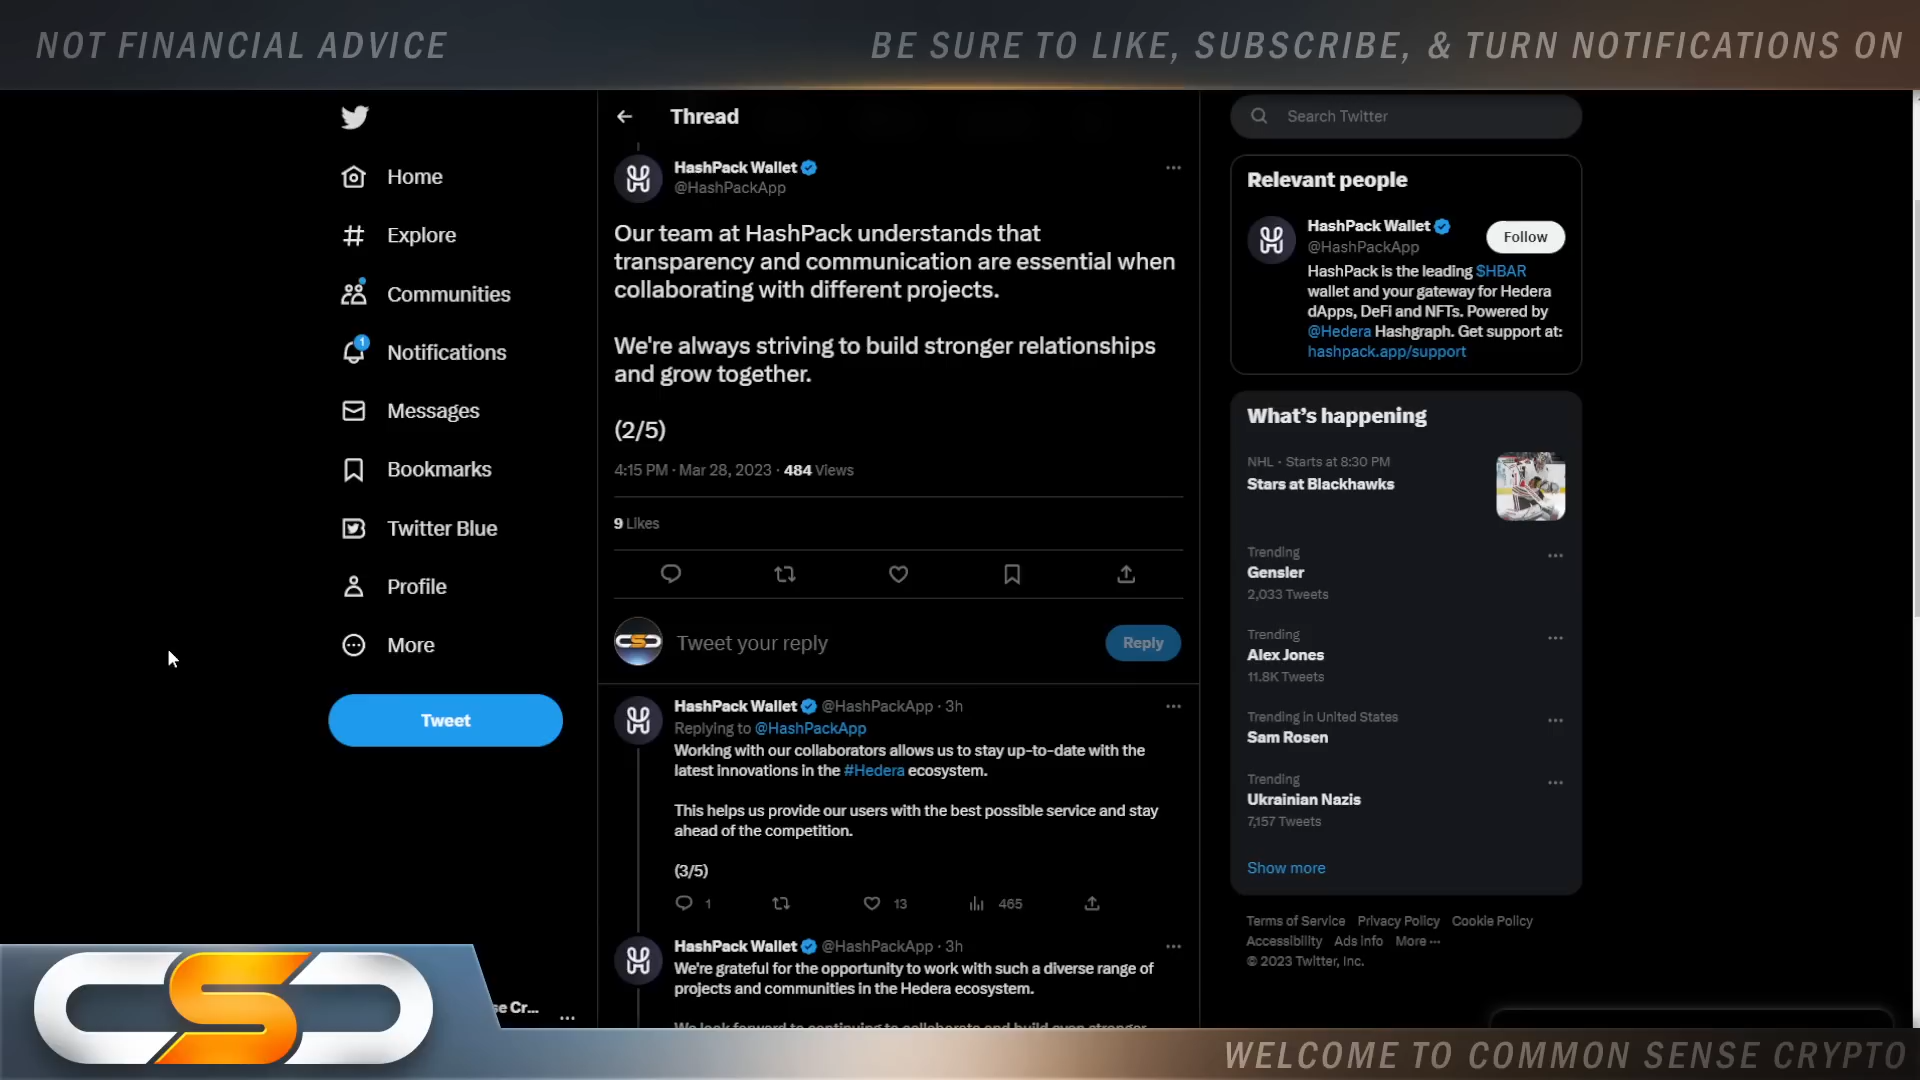 NOT FINANCIAL ADVICE
BE SURE TO LIKE, SUBSCRIBE, & TURN NOTIFICATIONS ON
Home
Explore
Communities
1
Notifications
Messages
Bookmarks
Twitter Blue
Profile
More
Tweet
Thread
HashPack Wallet
@HashPackApp
Our team at HashPack understands that
transparency and communication are essential when
collaborating with different projects.
We're always striving to build stronger relationships
and grow together.
(2/5)
4:15 PM · Mar 28, 2023 · 484 Views
9 Likes
Tweet your reply
Reply
HashPack Wallet @HashPackApp · 3h
Replying to @HashPackApp
Working with our collaborators allows us to stay up-to-date with the
latest innovations in the #Hedera ecosystem.
This helps us provide our users with the best possible service and stay
ahead of the competition.
(3/5)
1 13 465
HashPack Wallet @HashPackApp · 3h
We're grateful for the opportunity to work with such a diverse range of
projects and communities in the Hedera ecosystem.
We look forward to continuing to collaborate and build even stronger
Search Twitter
Relevant people
HashPack Wallet
@HashPackApp
Follow
HashPack is the leading $HBAR
wallet and your gateway for Hedera
dApps, DeFi and NFTs. Powered by
@Hedera Hashgraph. Get support at:
hashpack.app/support
What's happening
NHL · Starts at 8:30 PM
Stars at Blackhawks
Trending
Gensler
2,033 Tweets
Trending
Alex Jones
11.8K Tweets
Trending in United States
Sam Rosen
Trending
Ukrainian Nazis
7,157 Tweets
Show more
Terms of Service Privacy Policy Cookie Policy
Accessibility Ads info More ···
© 2023 Twitter, Inc.
CSC
se Cr...
WELCOME TO COMMON SENSE CRYPTO